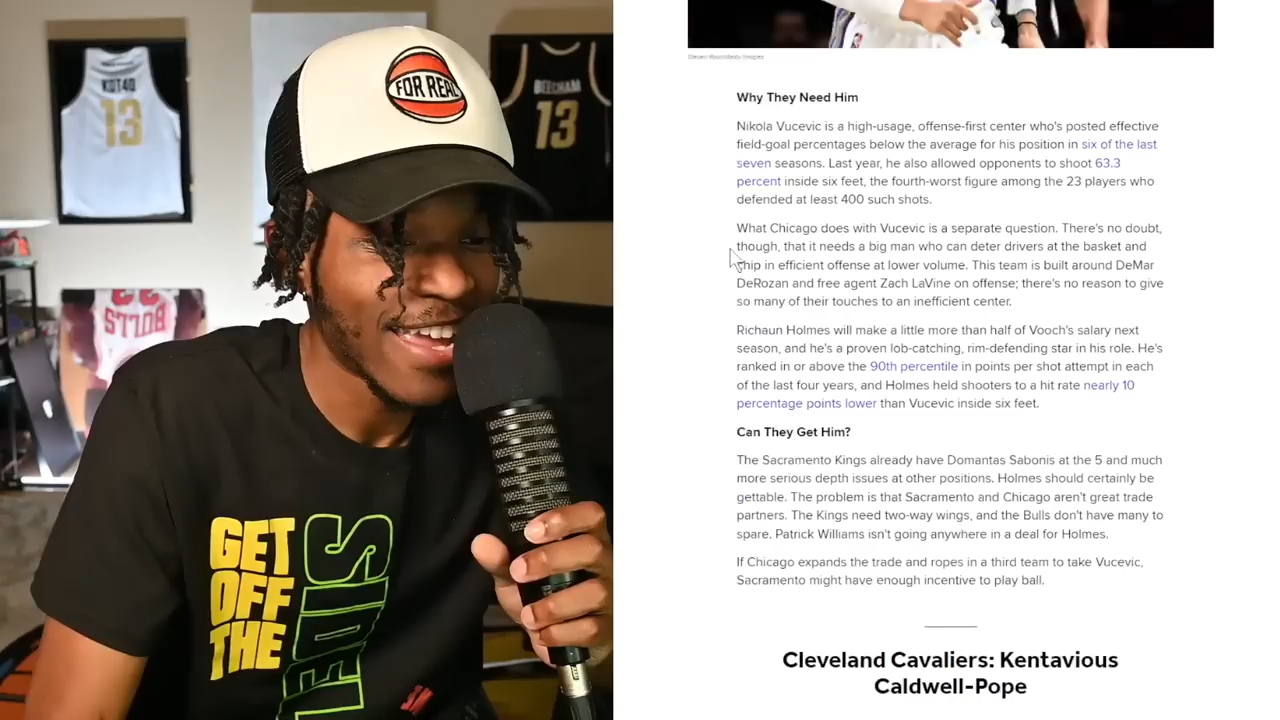 KOT4Q
13
FOR REAL
BEECHAM
13
BULLS
GET
OFF
THE
Why They Need Him
Nikola Vucevic is a high-usage, offense-first center who's posted effective
field-goal percentages below the average for his position in six of the last
seven seasons. Last year, he also allowed opponents to shoot 63.3
percent inside six feet, the fourth-worst figure among the 23 players who
defended at least 400 such shots.
What Chicago does with Vucevic is a separate question. There's no doubt,
though, that it needs a big man who can deter drivers at the basket and
chip in efficient offense at lower volume. This team is built around DeMar
DeRozan and free agent Zach LaVine on offense; there's no reason to give
so many of their touches to an inefficient center.
Richaun Holmes will make a little more than half of Vooch's salary next
season, and he's a proven lob-catching, rim-defending star in his role. He's
ranked in or above the 90th percentile in points per shot attempt in each
of the last four years, and Holmes held shooters to a hit rate nearly 10
percentage points lower than Vucevic inside six feet.
Can They Get Him?
The Sacramento Kings already have Domantas Sabonis at the 5 and much
more serious depth issues at other positions. Holmes should certainly be
gettable. The problem is that Sacramento and Chicago aren't great trade
partners. The Kings need two-way wings, and the Bulls don't have many to
spare. Patrick Williams isn't going anywhere in a deal for Holmes.
If Chicago expands the trade and ropes in a third team to take Vucevic,
Sacramento might have enough incentive to play ball.
Cleveland Cavaliers: Kentavious
Caldwell-Pope